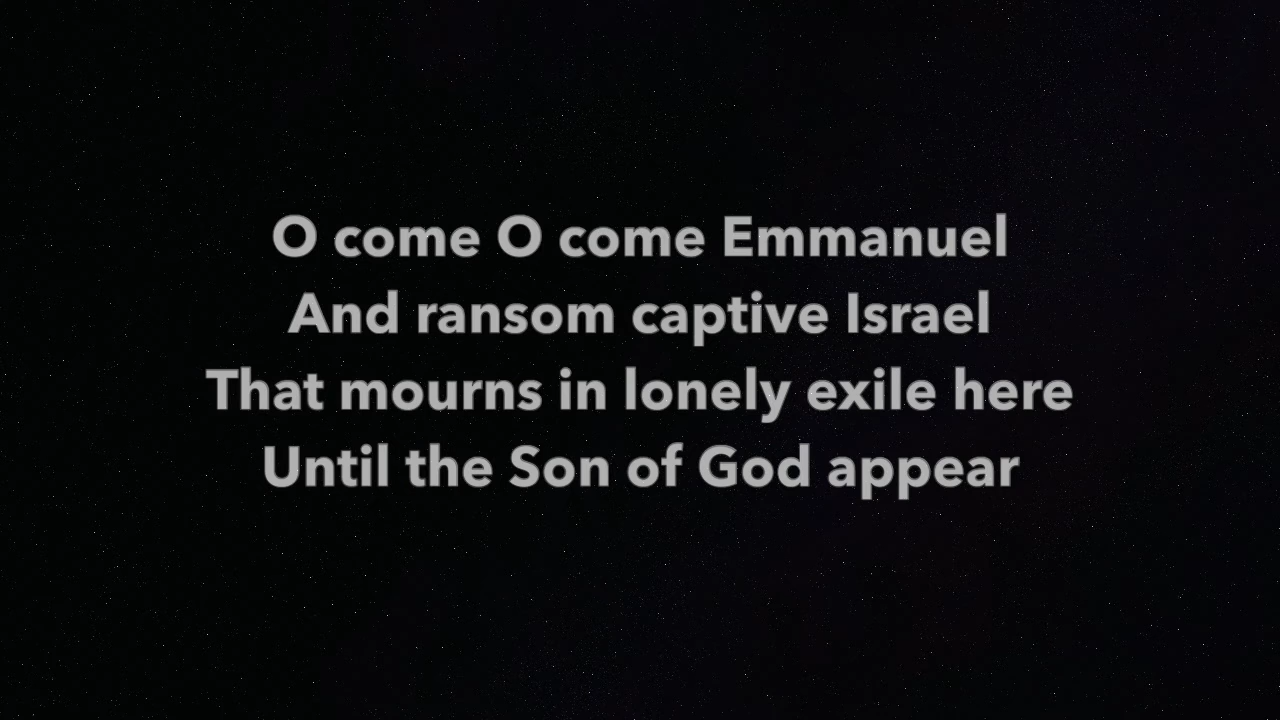 O come O come Emmanuel
And ransom captive Israel
That mourns in lonely exile here
Until the Son of God appear